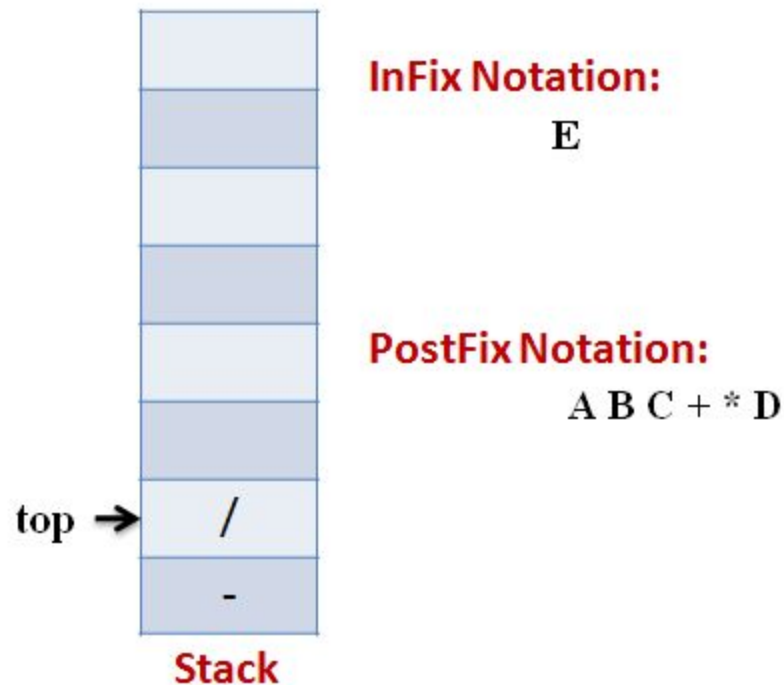 InFix Notation:
E
PostFix Notation:
A B C + * D
top
/
-
Stack